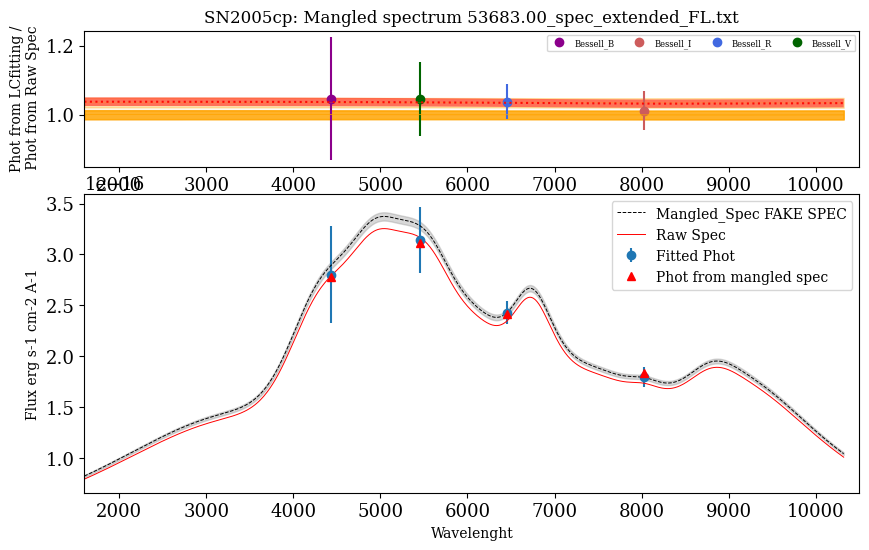 SN2005cp: Mangled spectrum 53683.00_spec_extended_FL.txt
Phot from LCfitting /
Phot from Raw Spec
1.2
1.0
Bessell_B
Bessell_I
Bessell_R
Bessell_V
2000 3000 4000 5000 6000 7000 8000 9000 10000
1e−16
Flux erg s-1 cm-2 A-1
3.5
3.0
2.5
2.0
1.5
1.0
Mangled_Spec FAKE SPEC
Raw Spec
Fitted Phot
Phot from mangled spec
2000 3000 4000 5000 6000 7000 8000 9000 10000
Wavelenght